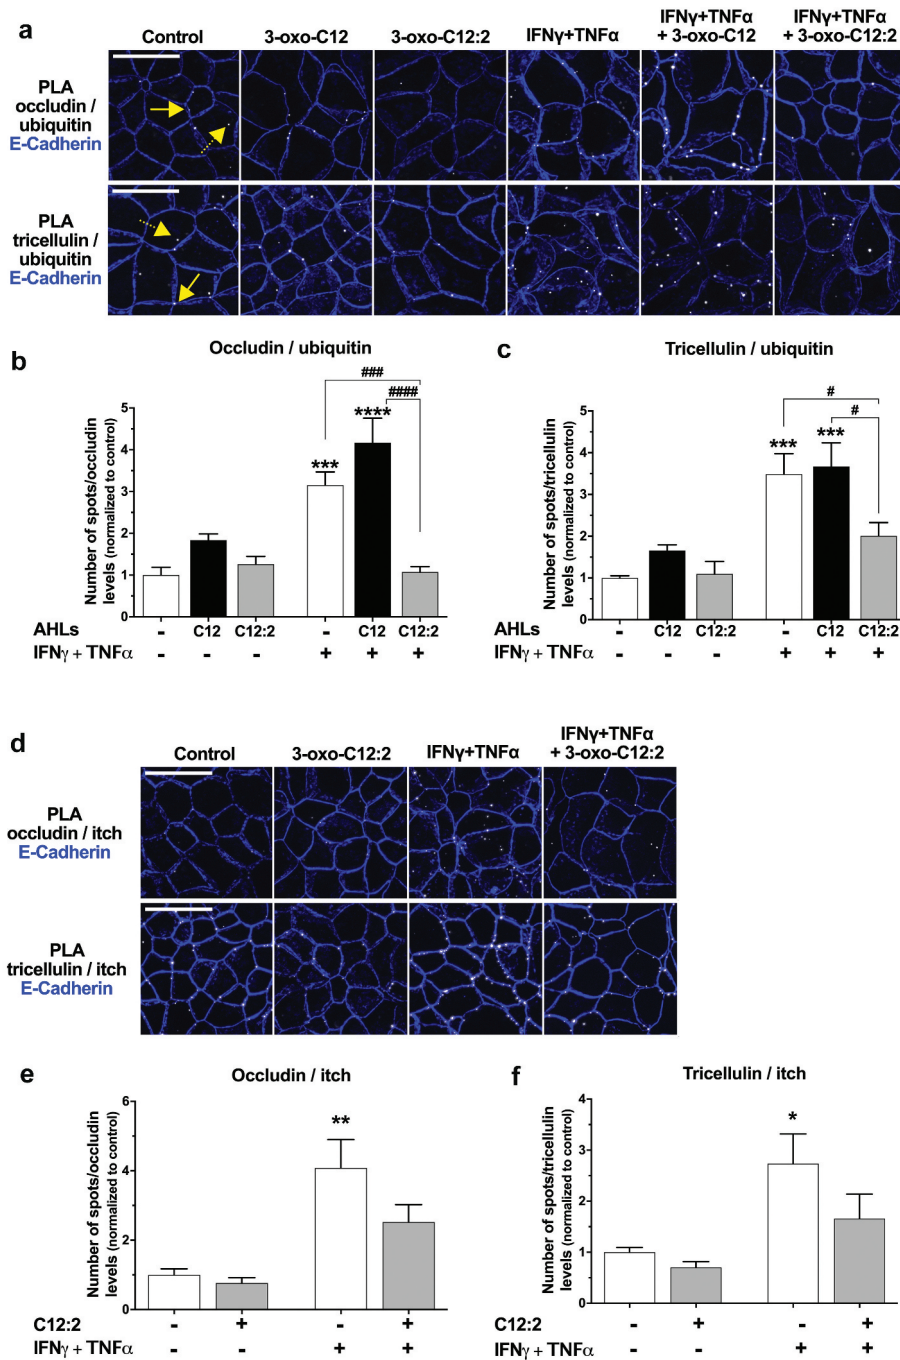 a
Control
3-oxo-C12
3-oxo-C12:2
IFNγ+TNFα
IFNγ+TNFα
+ 3-oxo-C12
IFNγ+TNFα
+ 3-oxo-C12:2
PLA
occludin /
ubiquitin
E-Cadherin
PLA
tricellulin /
ubiquitin
E-Cadherin
b
Occludin / ubiquitin
Number of spots/occludin
levels (normalized to control)
5
4
3
2
1
0
***
****
###
####
AHLs
- C12 C12:2 - C12 C12:2
IFNγ + TNFα
- - - + + +
c
Tricellulin / ubiquitin
Number of spots/tricellulin
levels (normalized to control)
5
4
3
2
1
0
***
***
#
#
AHLs
- C12 C12:2 - C12 C12:2
IFNγ + TNFα
- - - + + +
d
Control
3-oxo-C12:2
IFNγ+TNFα
IFNγ+TNFα
+ 3-oxo-C12:2
PLA
occludin / itch
E-Cadherin
PLA
tricellulin / itch
E-Cadherin
e
Occludin / itch
Number of spots/occludin
levels (normalized to control)
6
4
2
0
**
C12:2
- + - +
IFNγ + TNFα
- - + +
f
Tricellulin / itch
Number of spots/tricellulin
levels (normalized to control)
4
3
2
1
0
*
C12:2
- + - +
IFNγ + TNFα
- - + +